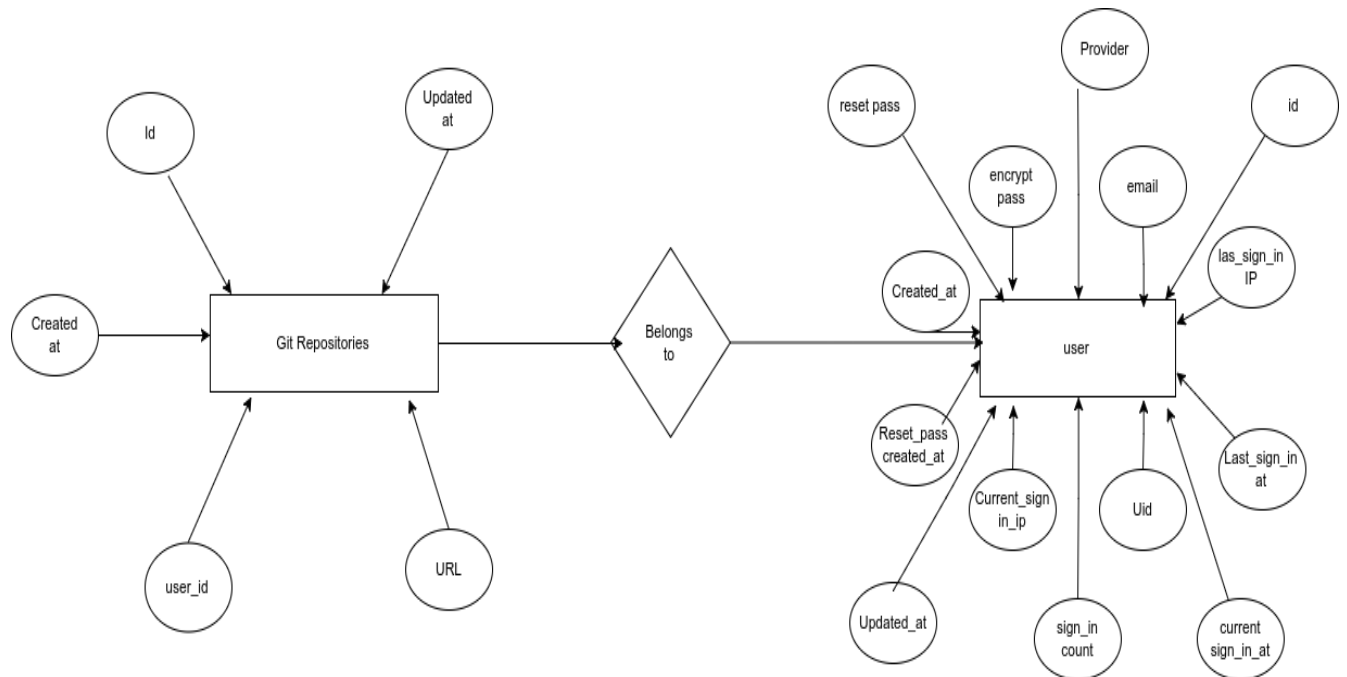 Provider
reset pass
id
Updated
at
Id
encrypt
pass
email
las_sign_in
IP
Created_at
Created
at
Git Repositories
Belongs
to
user
Reset_pass
created_at
Last_sign_in
at
Current_sign
in_ip
Uid
user_id
URL
Updated_at
sign_in
count
current
sign_in_at